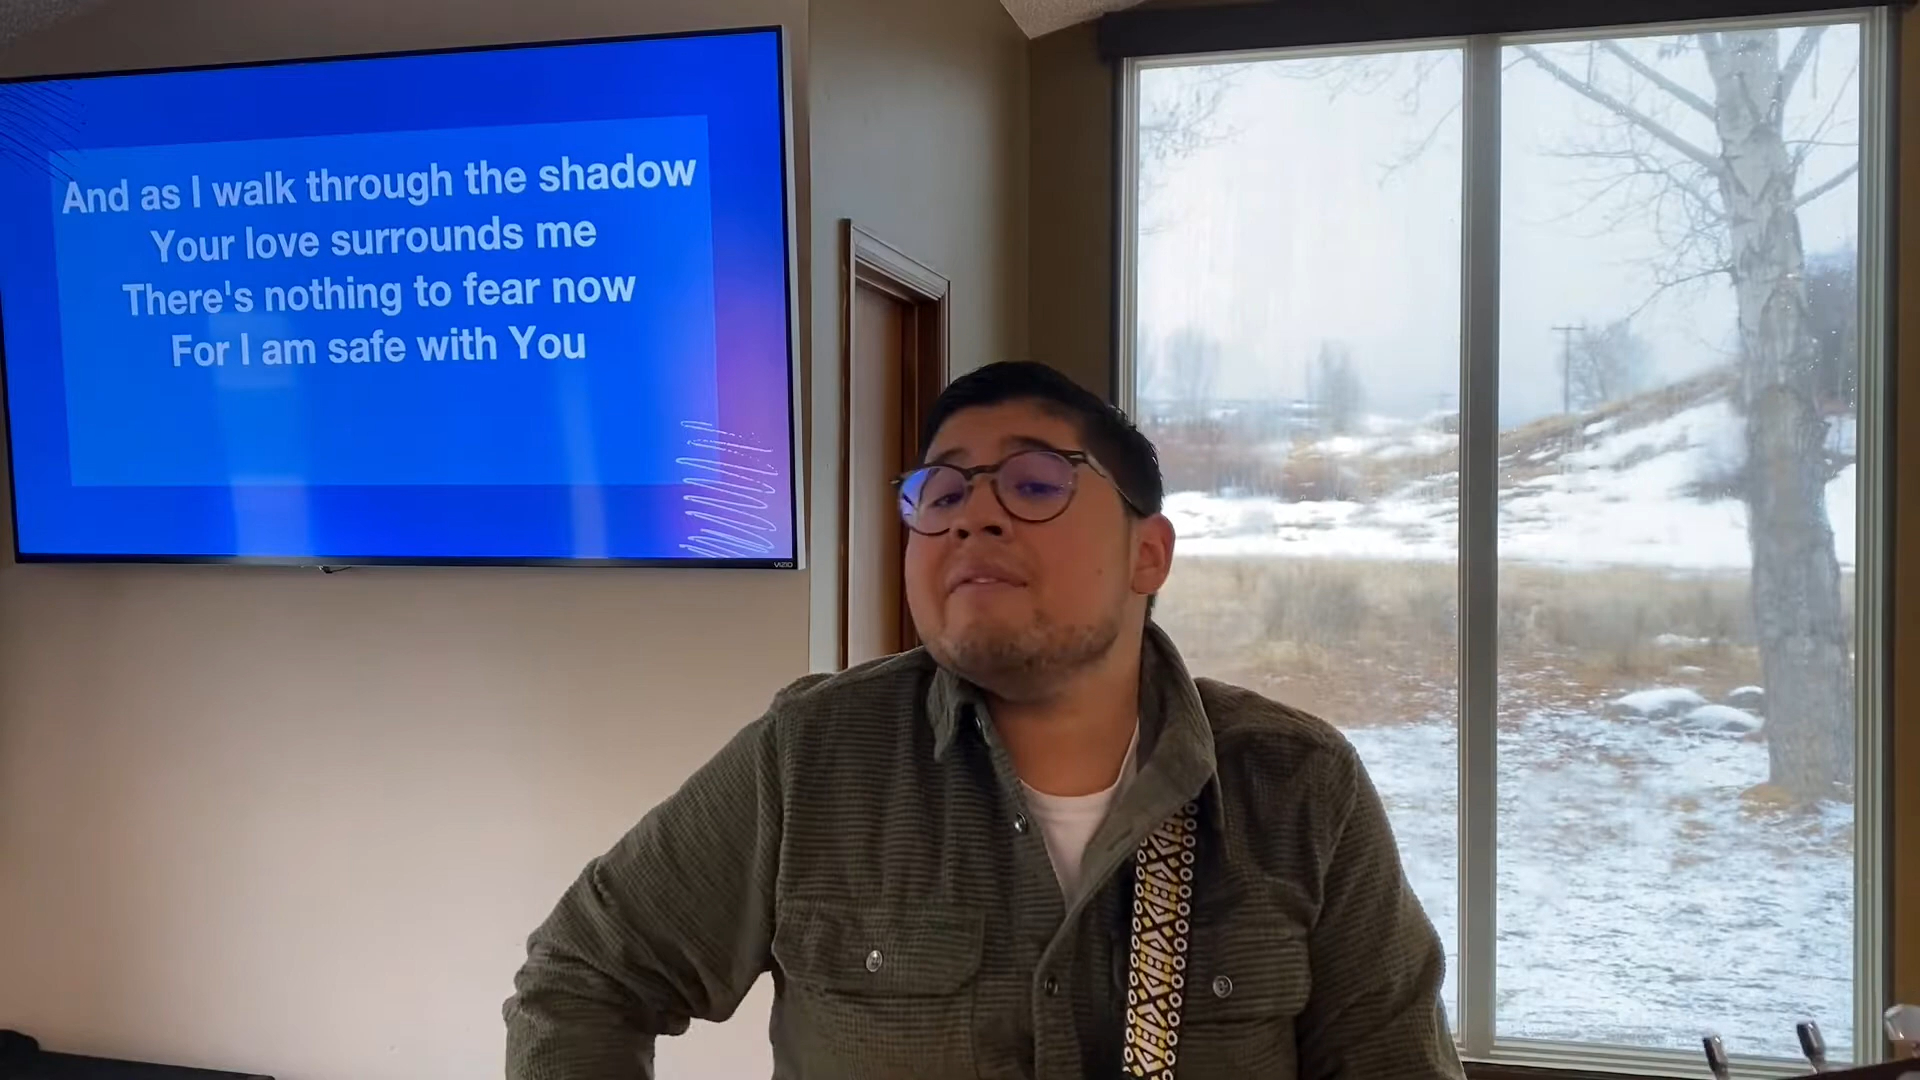 And as I walk through the shadow
Your love surrounds me
There's nothing to fear now
For I am safe with You
VIZIO